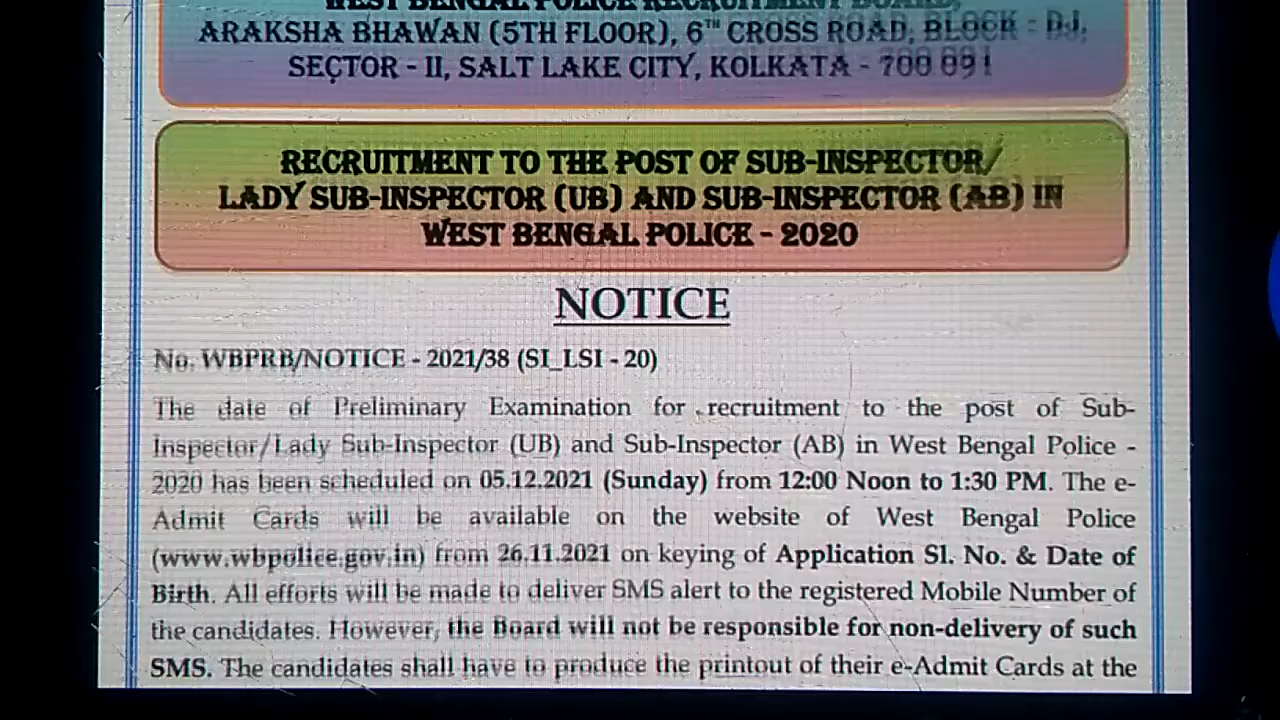 WEST BENGAL POLICE RECRUITMENT BOARD,
ARAKSHA BHAWAN (5TH FLOOR), 6TH CROSS ROAD, BLOCK - DJ,
SECTOR - II, SALT LAKE CITY, KOLKATA - 700 091
RECRUITMENT TO THE POST OF SUB-INSPECTOR/
LADY SUB-INSPECTOR (UB) AND SUB-INSPECTOR (AB) IN
WEST BENGAL POLICE - 2020
NOTICE
No. WBPRB/NOTICE - 2021/38 (SI_LSI - 20)
The date of Preliminary Examination for recruitment to the post of Sub-
Inspector/Lady Sub-Inspector (UB) and Sub-Inspector (AB) in West Bengal Police -
2020 has been scheduled on 05.12.2021 (Sunday) from 12:00 Noon to 1:30 PM. The e-
Admit Cards will be available on the website of West Bengal Police
(www.wbpolice.gov.in) from 26.11.2021 on keying of Application Sl. No. & Date of
Birth. All efforts will be made to deliver SMS alert to the registered Mobile Number of
the candidates. However, the Board will not be responsible for non-delivery of such
SMS. The candidates shall have to produce the printout of their e-Admit Cards at the